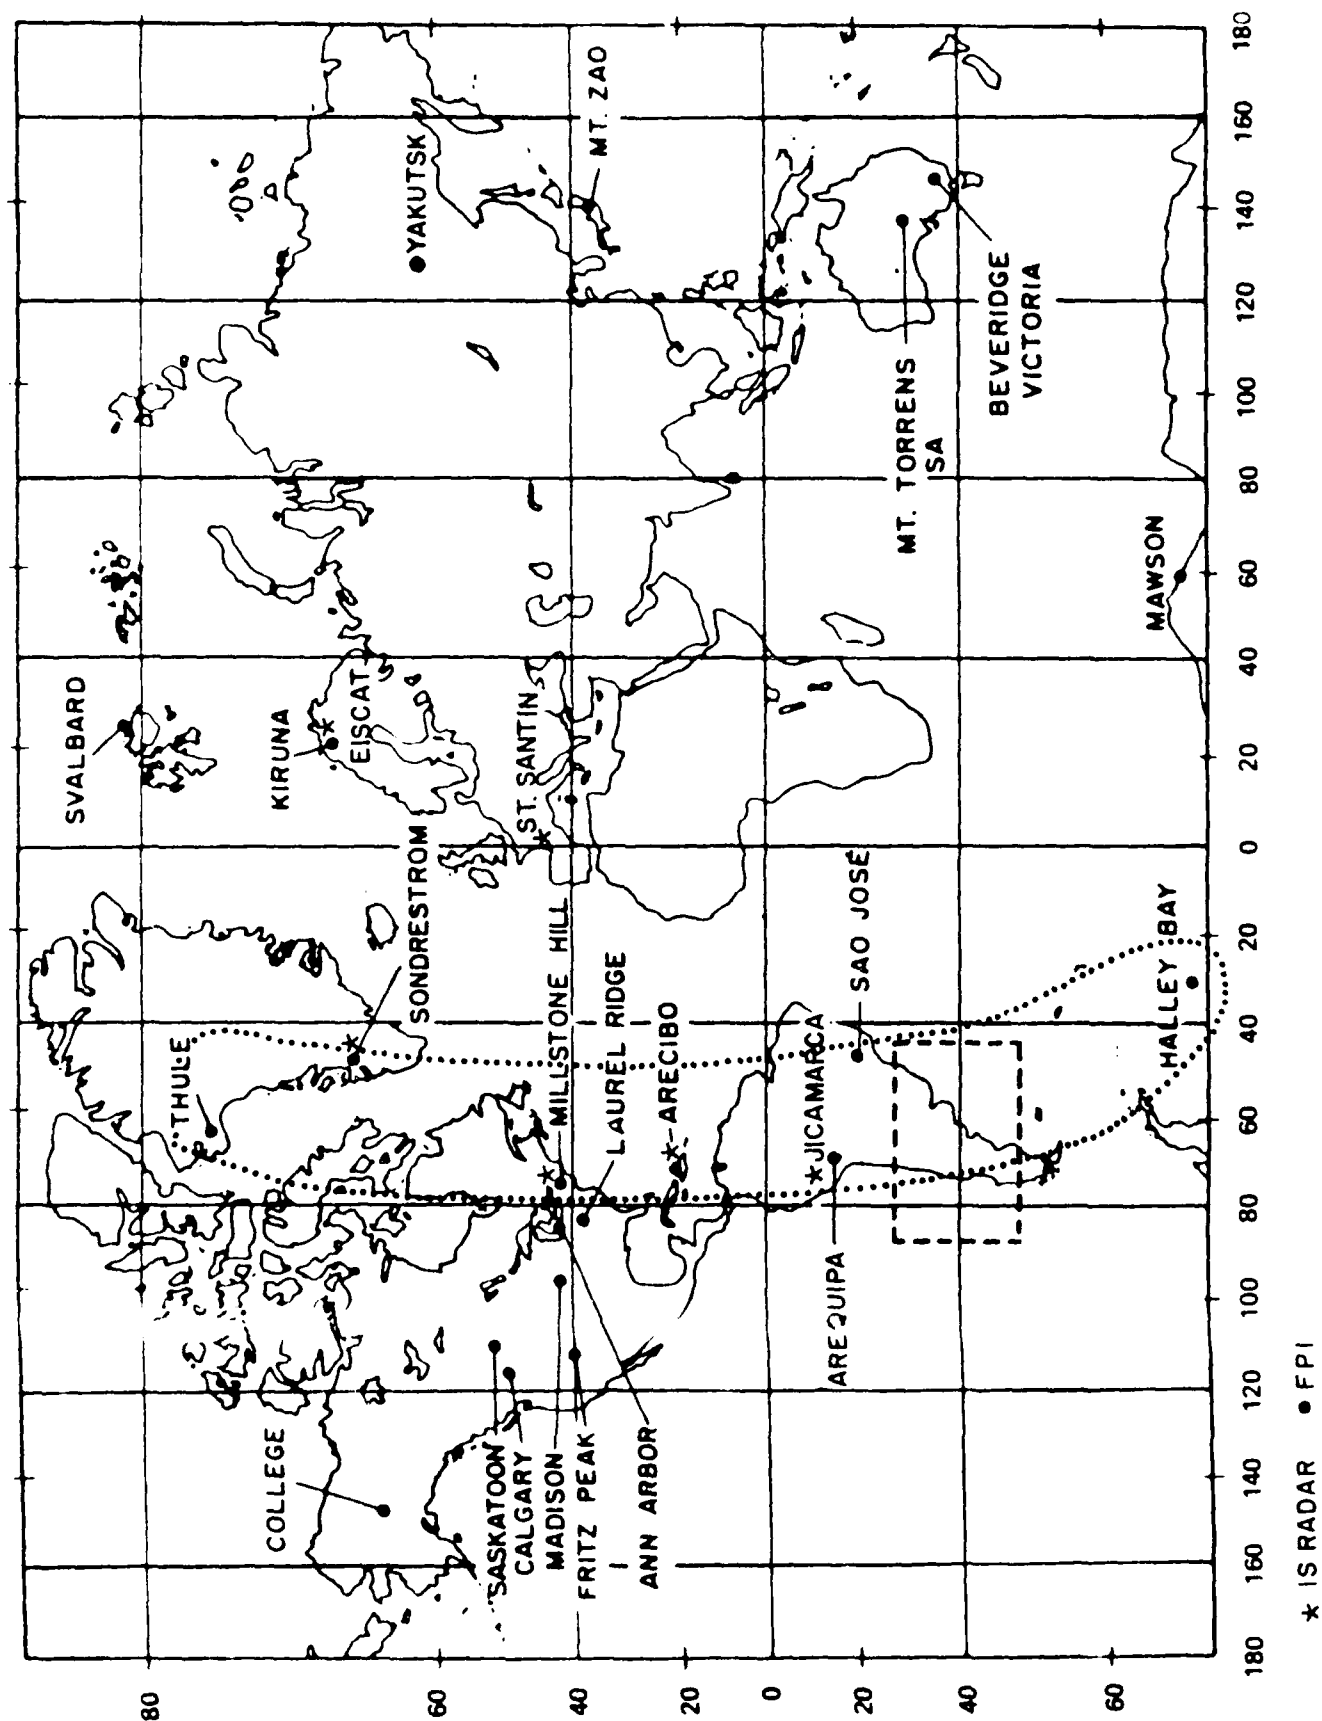 SVALBARD
KIRUNA
EISCAT
COLLEGE
THULE
SONDRESTROM
YAKUTSK
SASKATOON
CALGARY
MADISON
FRITZ PEAK
ANN ARBOR
MILLSTONE HILL
LAUREL RIDGE
ARECIBO
ST. SANTIN
MT. ZAO
JICAMARCA
AREQUIPA
SAO JOSÉ
MT. TORRENS
SA
BEVERIDGE
VICTORIA
HALLEY BAY
MAWSON
80
60
40
20
0
20
40
60
180
160
140
120
100
80
60
40
20
0
20
40
60
80
100
120
140
160
180
* IS RADAR ● FPI